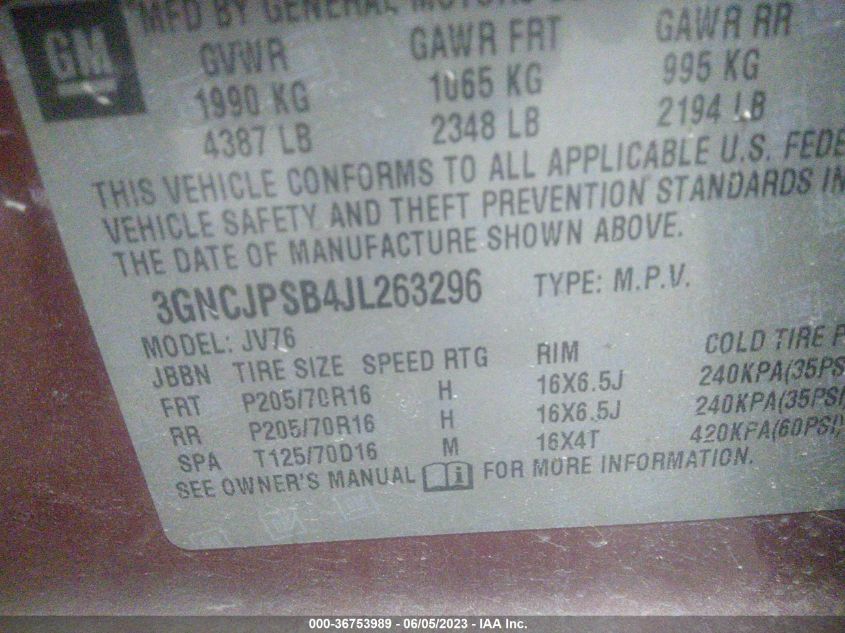 GM
MFD BY GENERAL MOTORS
GVWR GAWR FRT GAWR RR
1990 KG 1065 KG 995 KG
4387 LB 2348 LB 2194 LB
THIS VEHICLE CONFORMS TO ALL APPLICABLE U.S. FEDE
VEHICLE SAFETY AND THEFT PREVENTION STANDARDS IN
THE DATE OF MANUFACTURE SHOWN ABOVE.
3GNCJPSB4JL263296 TYPE: M.P.V.
MODEL: JV76
JBBN TIRE SIZE SPEED RTG RIM COLD TIRE P
FRT P205/70R16 H 16X6.5J 240KPA(35PS
RR P205/70R16 H 16X6.5J 240KPA(35PSI
SPA T125/70D16 M 16X4T 420KPA(60PSI)
SEE OWNER'S MANUAL FOR MORE INFORMATION.
000-36753989 - 06/05/2023 - IAA Inc.